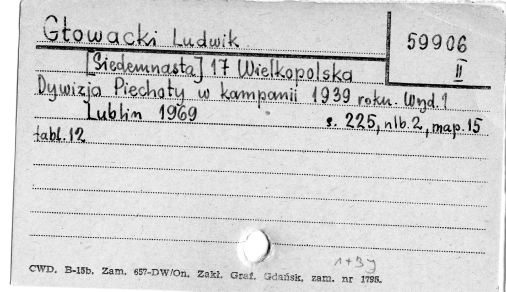 Głowacki Ludwik
59906
II
[Siedemnasta] 17 Wielkopolska
Dywizja Piechoty w kampanii 1939 roku. Wyd. 1
Lublin 1969 s. 225, nlb. 2, map. 15
tabl. 12
CWD. B-15b. Zam. 657-DW/On. Zakł. Graf. Gdańsk, zam. nr 1795.